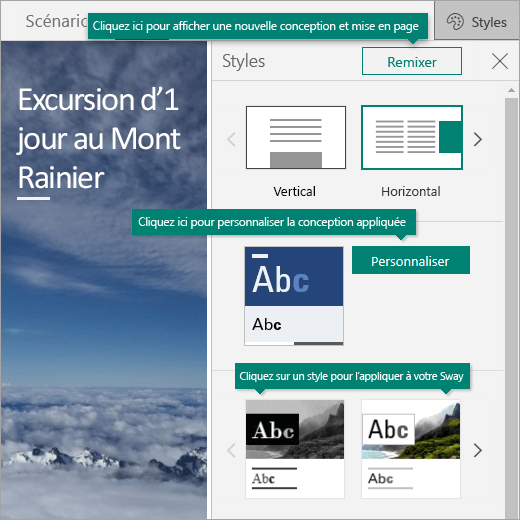 Scénario
Cliquez ici pour afficher une nouvelle conception et mise en page
Styles
Styles
Remixer
Excursion d’1
jour au Mont
Rainier
Vertical
Horizontal
Cliquez ici pour personnaliser la conception appliquée
Abc
Abc
Personnaliser
Cliquez sur un style pour l’appliquer à votre Sway
Abc
Abc
Abc
Abc